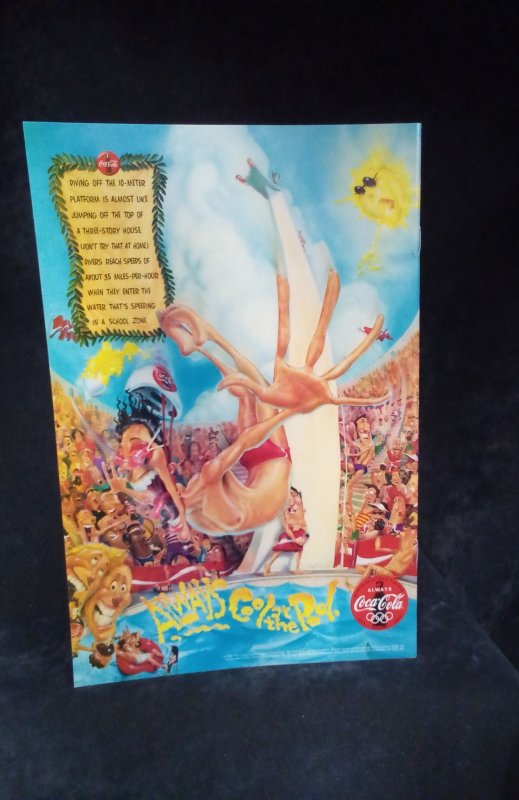 Coca-Cola
DIVING OFF THE 10-METER
PLATFORM IS ALMOST LIKE
JUMPING OFF THE TOP OF
A THREE-STORY HOUSE.
(DON'T TRY THAT AT HOME)
DIVERS REACH SPEEDS OF
ABOUT 35 MILES-PER-HOUR
WHEN THEY ENTER THE
WATER. THAT'S SPEEDING
IN A SCHOOL ZONE.
ALWAYS Cool at
the Pool.
ALWAYS
Coca-Cola